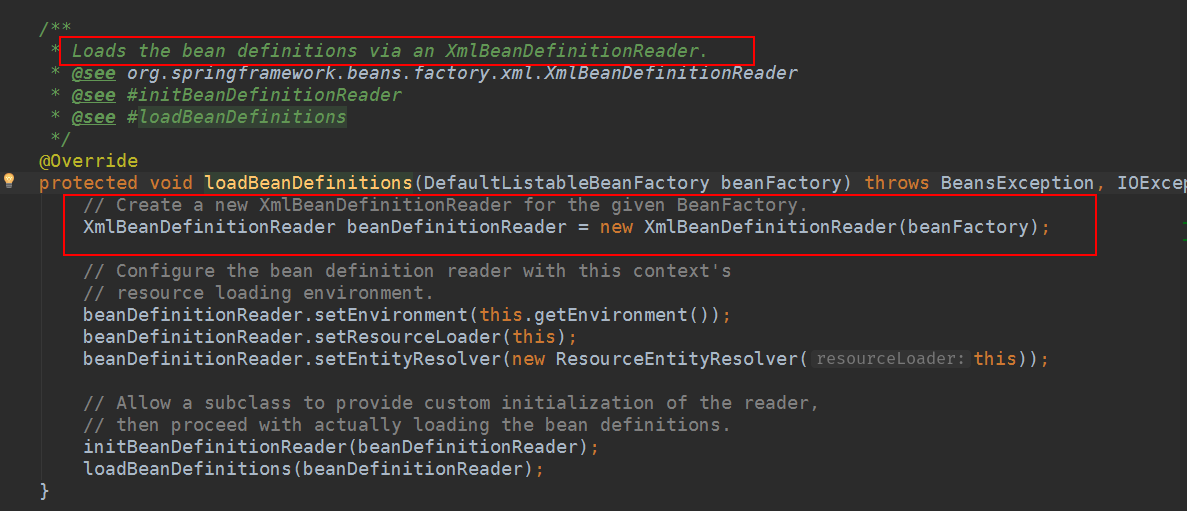 /**
 * Loads the bean definitions via an XmlBeanDefinitionReader.
 * @see org.springframework.beans.factory.xml.XmlBeanDefinitionReader
 * @see #initBeanDefinitionReader
 * @see #loadBeanDefinitions
 */
@Override
protected void loadBeanDefinitions(DefaultListableBeanFactory beanFactory) throws BeansException, IOExcep
    // Create a new XmlBeanDefinitionReader for the given BeanFactory.
    XmlBeanDefinitionReader beanDefinitionReader = new XmlBeanDefinitionReader(beanFactory);
    // Configure the bean definition reader with this context's
    // resource loading environment.
    beanDefinitionReader.setEnvironment(this.getEnvironment());
    beanDefinitionReader.setResourceLoader(this);
    beanDefinitionReader.setEntityResolver(new ResourceEntityResolver( resourceLoader: this));
    // Allow a subclass to provide custom initialization of the reader,
    // then proceed with actually loading the bean definitions.
    initBeanDefinitionReader(beanDefinitionReader);
    loadBeanDefinitions(beanDefinitionReader);
}